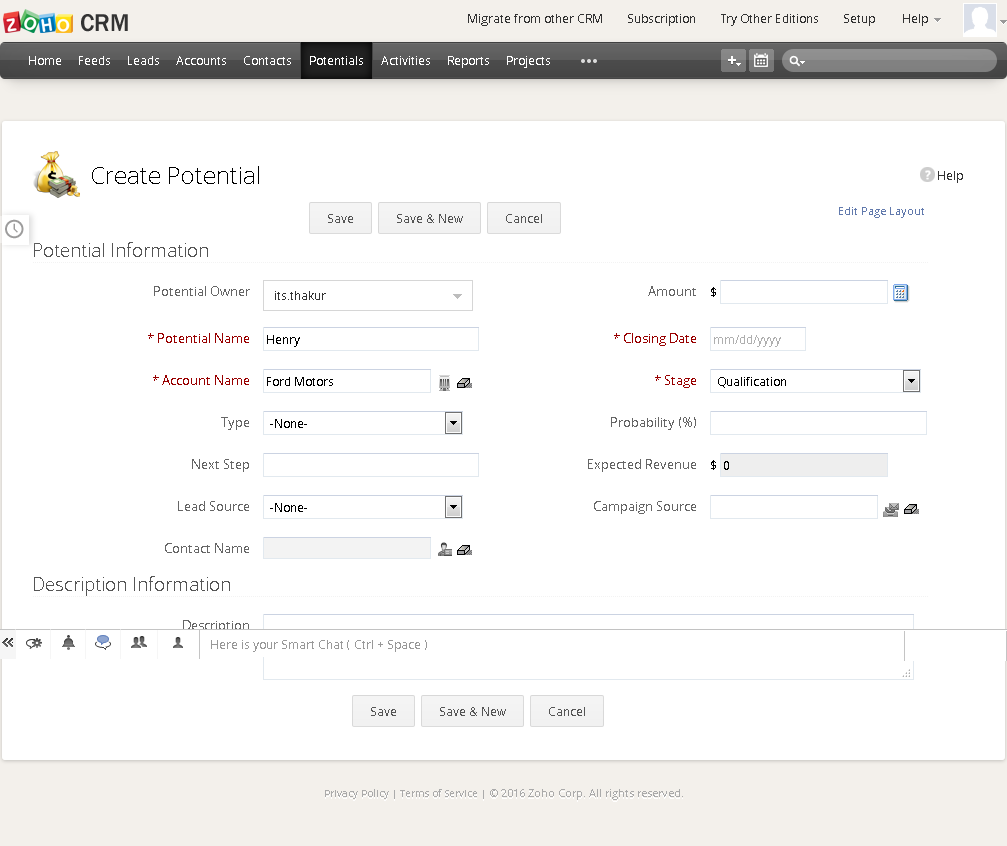 ZOHO CRM
Migrate from other CRM Subscription Try Other Editions Setup Help
Home Feeds Leads Accounts Contacts Potentials Activities Reports Projects •••
Create Potential
? Help
Save Save & New Cancel
Edit Page Layout
Potential Information
Potential Owner its.thakur Amount $
* Potential Name Henry * Closing Date mm/dd/yyyy
* Account Name Ford Motors * Stage Qualification
Type -None- Probability (%)
Next Step Expected Revenue $ 0
Lead Source -None- Campaign Source
Contact Name
Description Information
Description
Here is your Smart Chat ( Ctrl + Space )
Save Save & New Cancel
Privacy Policy | Terms of Service | © 2016 Zoho Corp. All rights reserved.